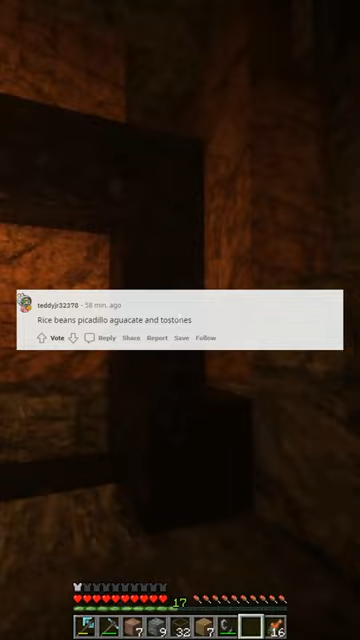 teddyjr32378 · 58 min. ago
Rice beans picadillo aguacate and tostones
Vote Reply Share Report Save Follow
17
7 9 32 7 16